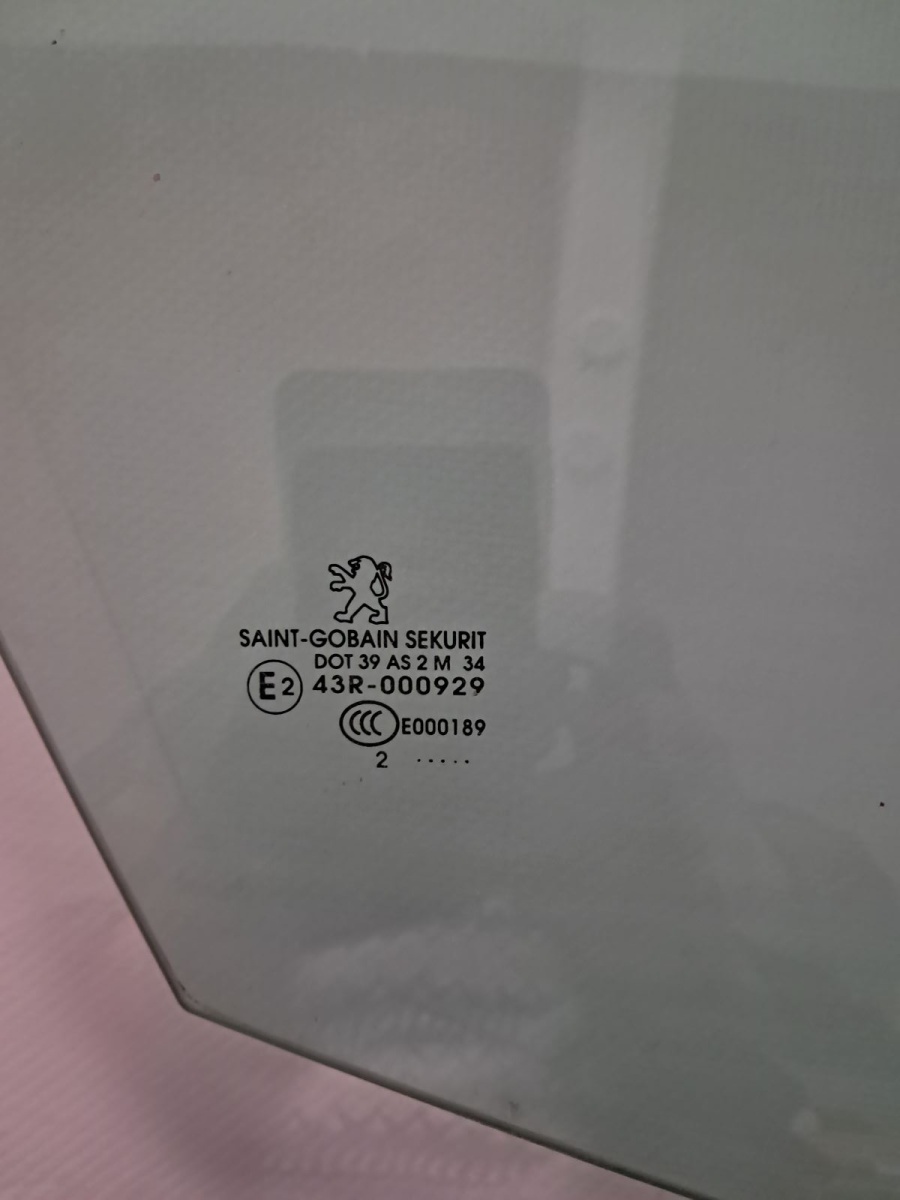 SAINT-GOBAIN SEKURIT
DOT 39 AS 2 M 34
E2 43R-000929
CCC E000189
2 .....